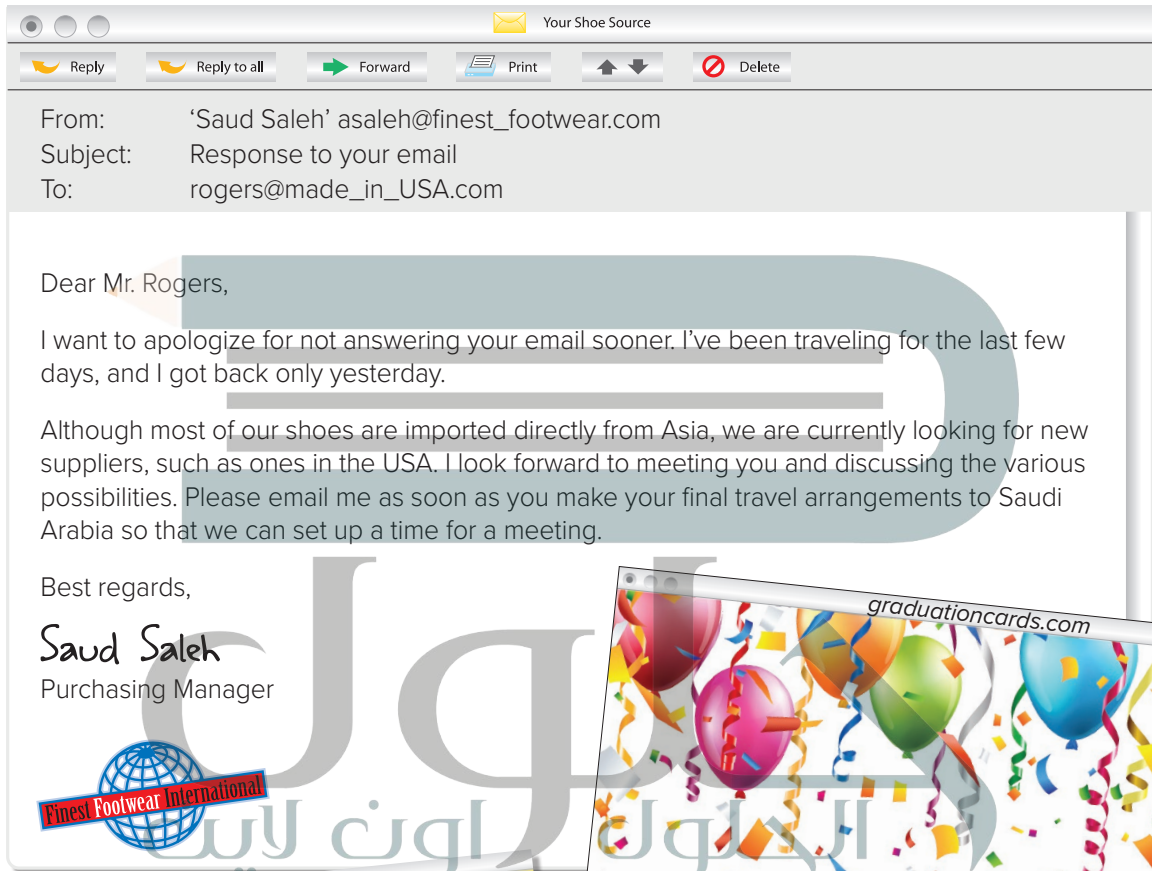 Your Shoe Source
Reply
Reply to all
Forward
Print
Delete
From: ‘Saud Saleh’ asaleh@finest_footwear.com
Subject: Response to your email
To: rogers@made_in_USA.com
Dear Mr. Rogers,
I want to apologize for not answering your email sooner. I’ve been traveling for the last few
days, and I got back only yesterday.
Although most of our shoes are imported directly from Asia, we are currently looking for new
suppliers, such as ones in the USA. I look forward to meeting you and discussing the various
possibilities. Please email me as soon as you make your final travel arrangements to Saudi
Arabia so that we can set up a time for a meeting.
Best regards,
Saud Saleh
Purchasing Manager
Finest Footwear International
graduationcards.com
حلول
الحلول اون لاين